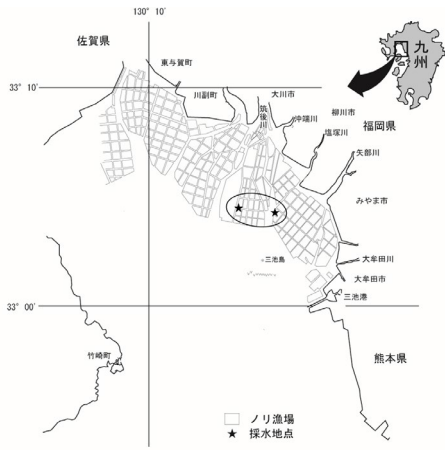 130° 10′
佐賀県
九州
東与賀町
33° 10′
川副町
大川市
筑後川
沖端川
柳川市
福岡県
塩塚川
矢部川
みやま市
三池島
大牟田川
大牟田市
33° 00′
三池港
竹崎町
熊本県
ノリ漁場
採水地点